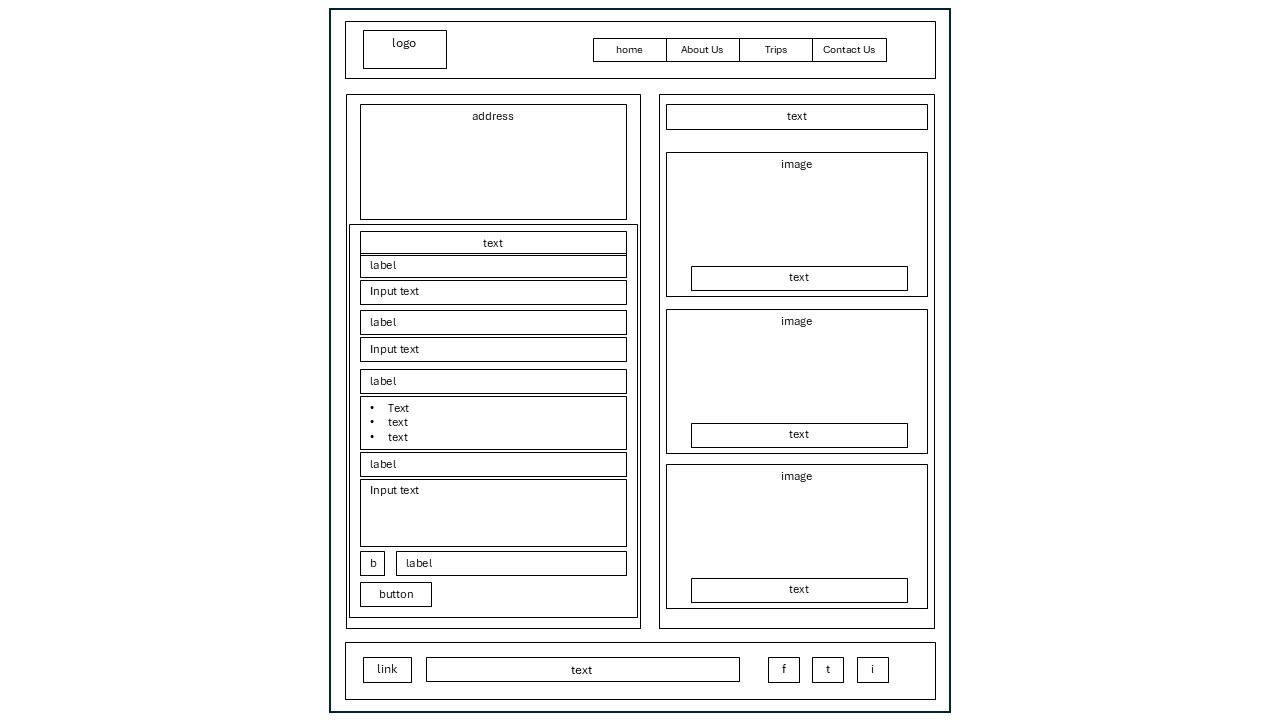 logo
home About Us Trips Contact Us
address
text
label
Input text
label
Input text
label
• Text
• text
• text
label
Input text
b label
button
text
image
text
image
text
image
text
link text f t i